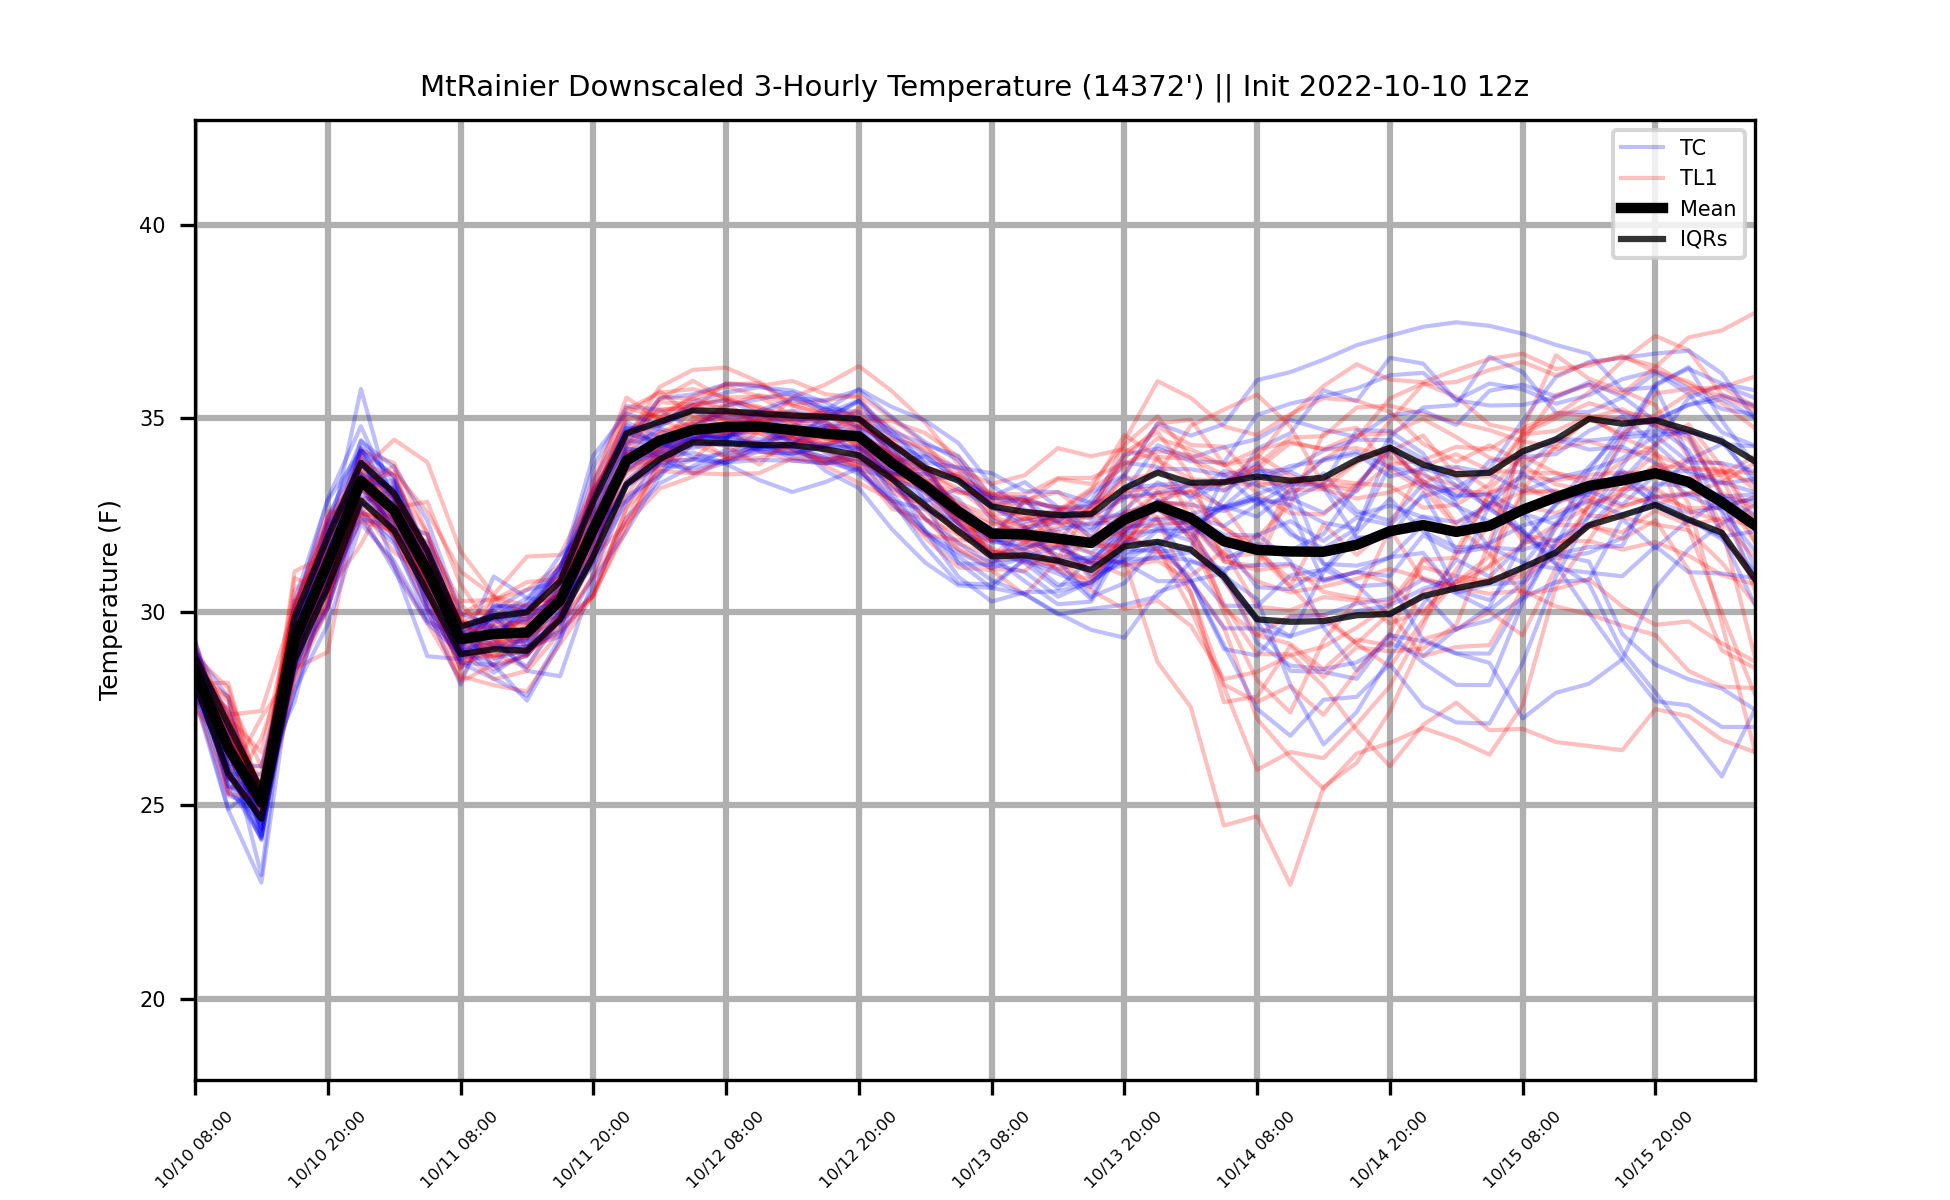 MtRainier Downscaled 3-Hourly Temperature (14372') || Init 2022-10-10 12z
TC
TL1
Mean
IQRs
Temperature (F)
40
35
30
25
20
10/10 08:00
10/10 20:00
10/11 08:00
10/11 20:00
10/12 08:00
10/12 20:00
10/13 08:00
10/13 20:00
10/14 08:00
10/14 20:00
10/15 08:00
10/15 20:00